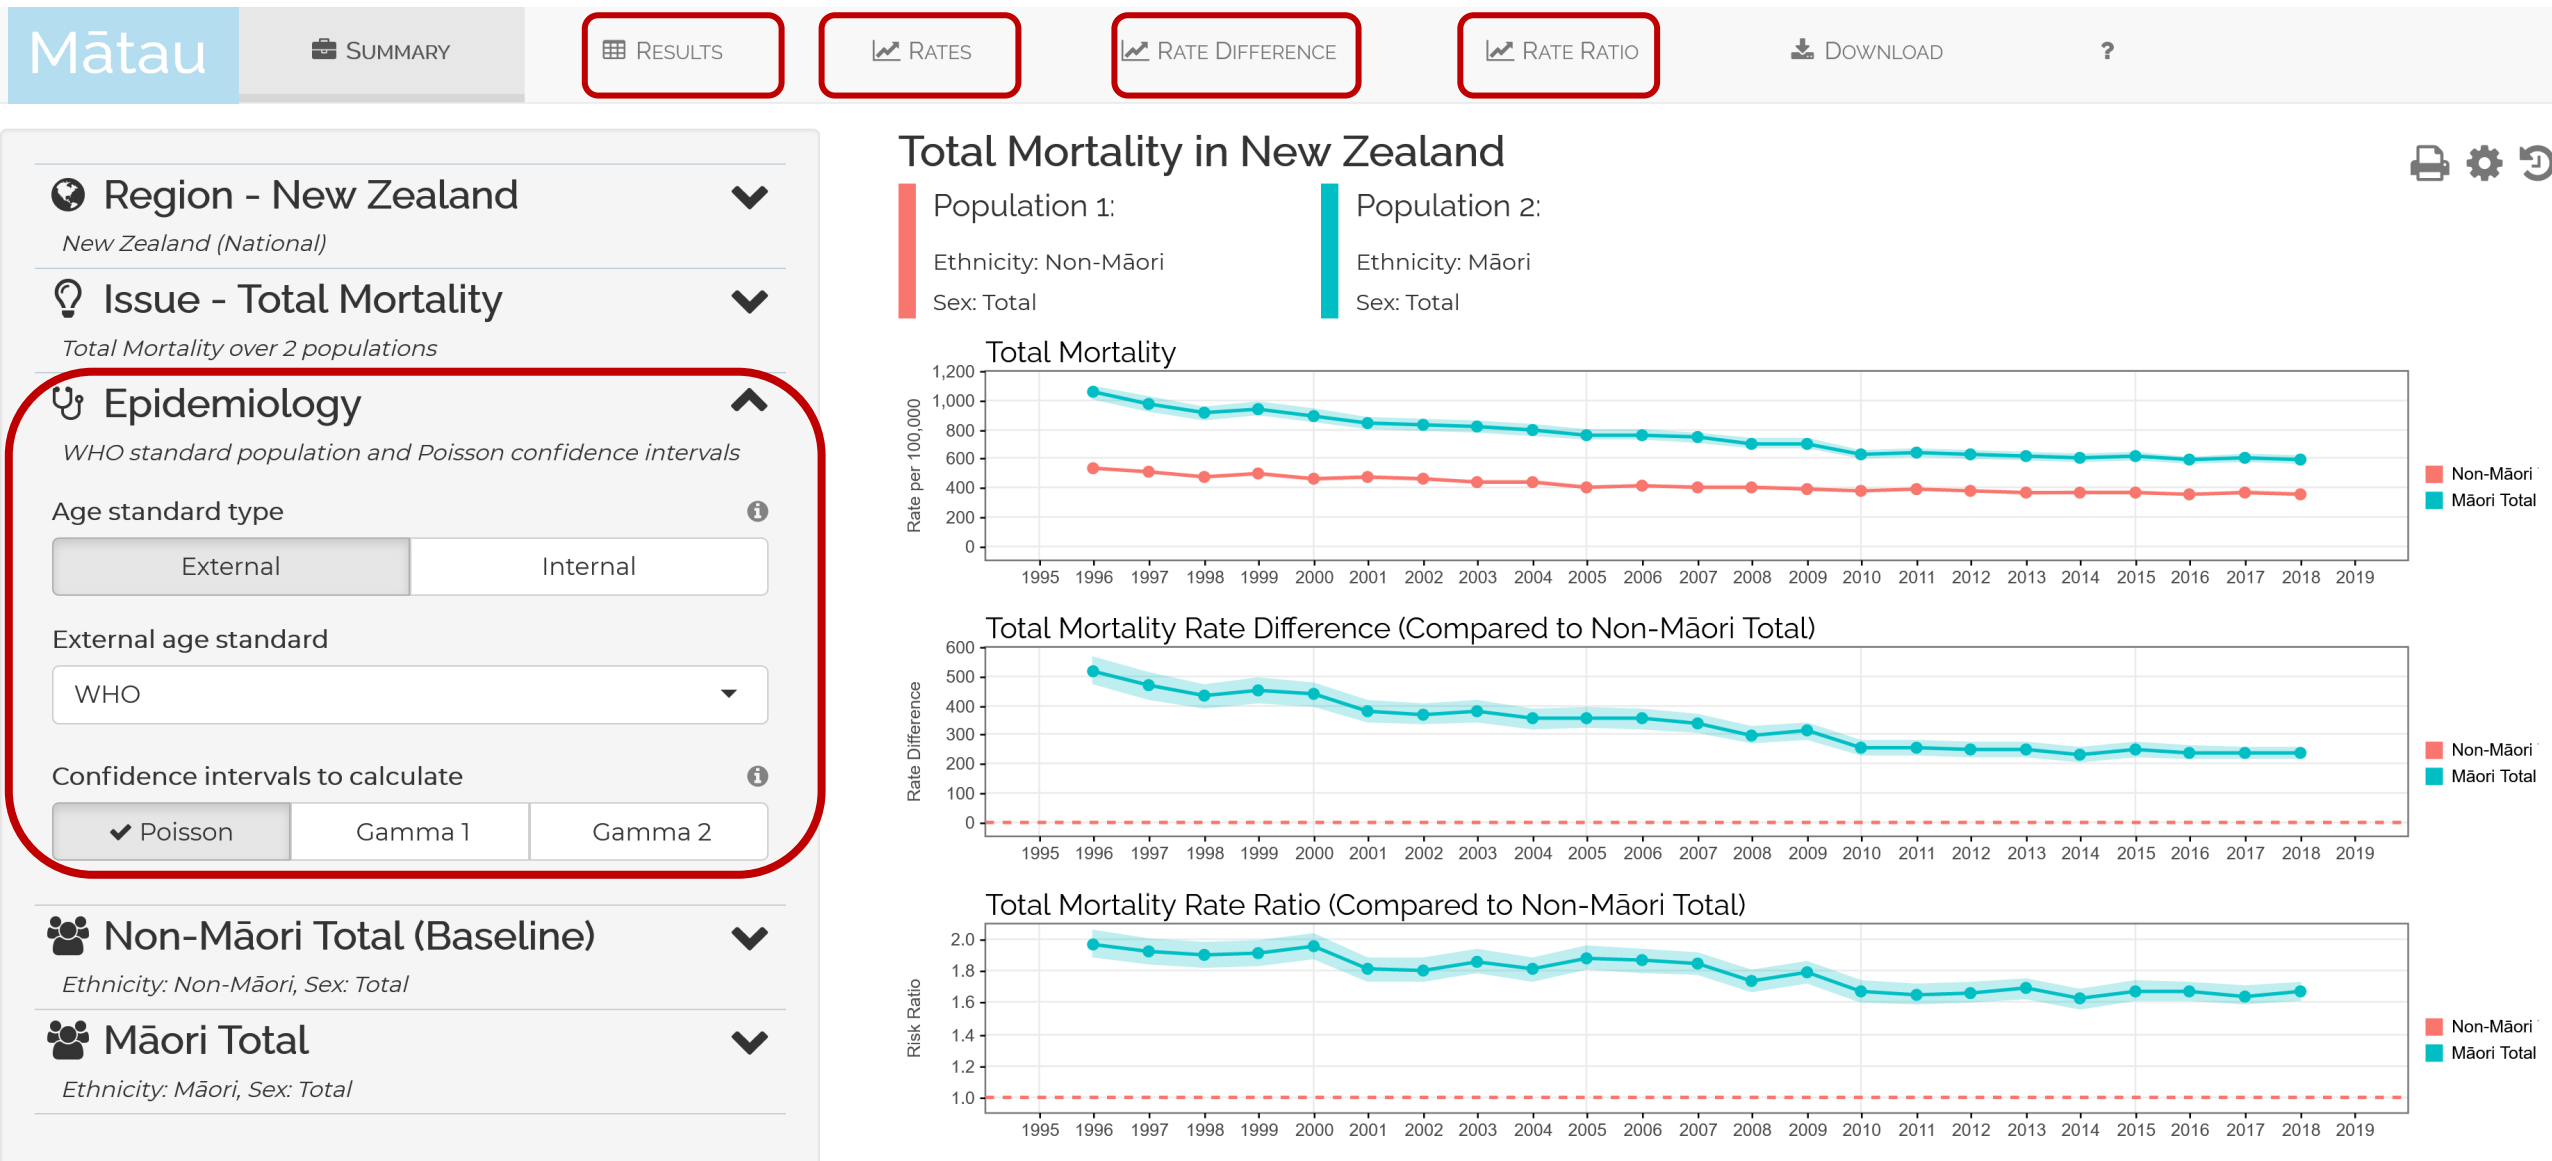 Mātau
SUMMARY
RESULTS
RATES
RATE DIFFERENCE
RATE RATIO
DOWNLOAD
?
Region - New Zealand
New Zealand (National)
Issue - Total Mortality
Total Mortality over 2 populations
Epidemiology
WHO standard population and Poisson confidence intervals
Age standard type
External
Internal
External age standard
WHO
Confidence intervals to calculate
Poisson
Gamma 1
Gamma 2
Non-Māori Total (Baseline)
Ethnicity: Non-Māori, Sex: Total
Māori Total
Ethnicity: Māori, Sex: Total
Total Mortality in New Zealand
Population 1:
Ethnicity: Non-Māori
Sex: Total
Population 2:
Ethnicity: Māori
Sex: Total
Total Mortality
Rate per 100,000
1,200
1,000
800
600
400
200
0
1995 1996 1997 1998 1999 2000 2001 2002 2003 2004 2005 2006 2007 2008 2009 2010 2011 2012 2013 2014 2015 2016 2017 2018 2019
Non-Māori
Māori Total
Total Mortality Rate Difference (Compared to Non-Māori Total)
Rate Difference
600
500
400
300
200
100
0
1995 1996 1997 1998 1999 2000 2001 2002 2003 2004 2005 2006 2007 2008 2009 2010 2011 2012 2013 2014 2015 2016 2017 2018 2019
Non-Māori
Māori Total
Total Mortality Rate Ratio (Compared to Non-Māori Total)
Risk Ratio
2.0
1.8
1.6
1.4
1.2
1.0
1995 1996 1997 1998 1999 2000 2001 2002 2003 2004 2005 2006 2007 2008 2009 2010 2011 2012 2013 2014 2015 2016 2017 2018 2019
Non-Māori
Māori Total